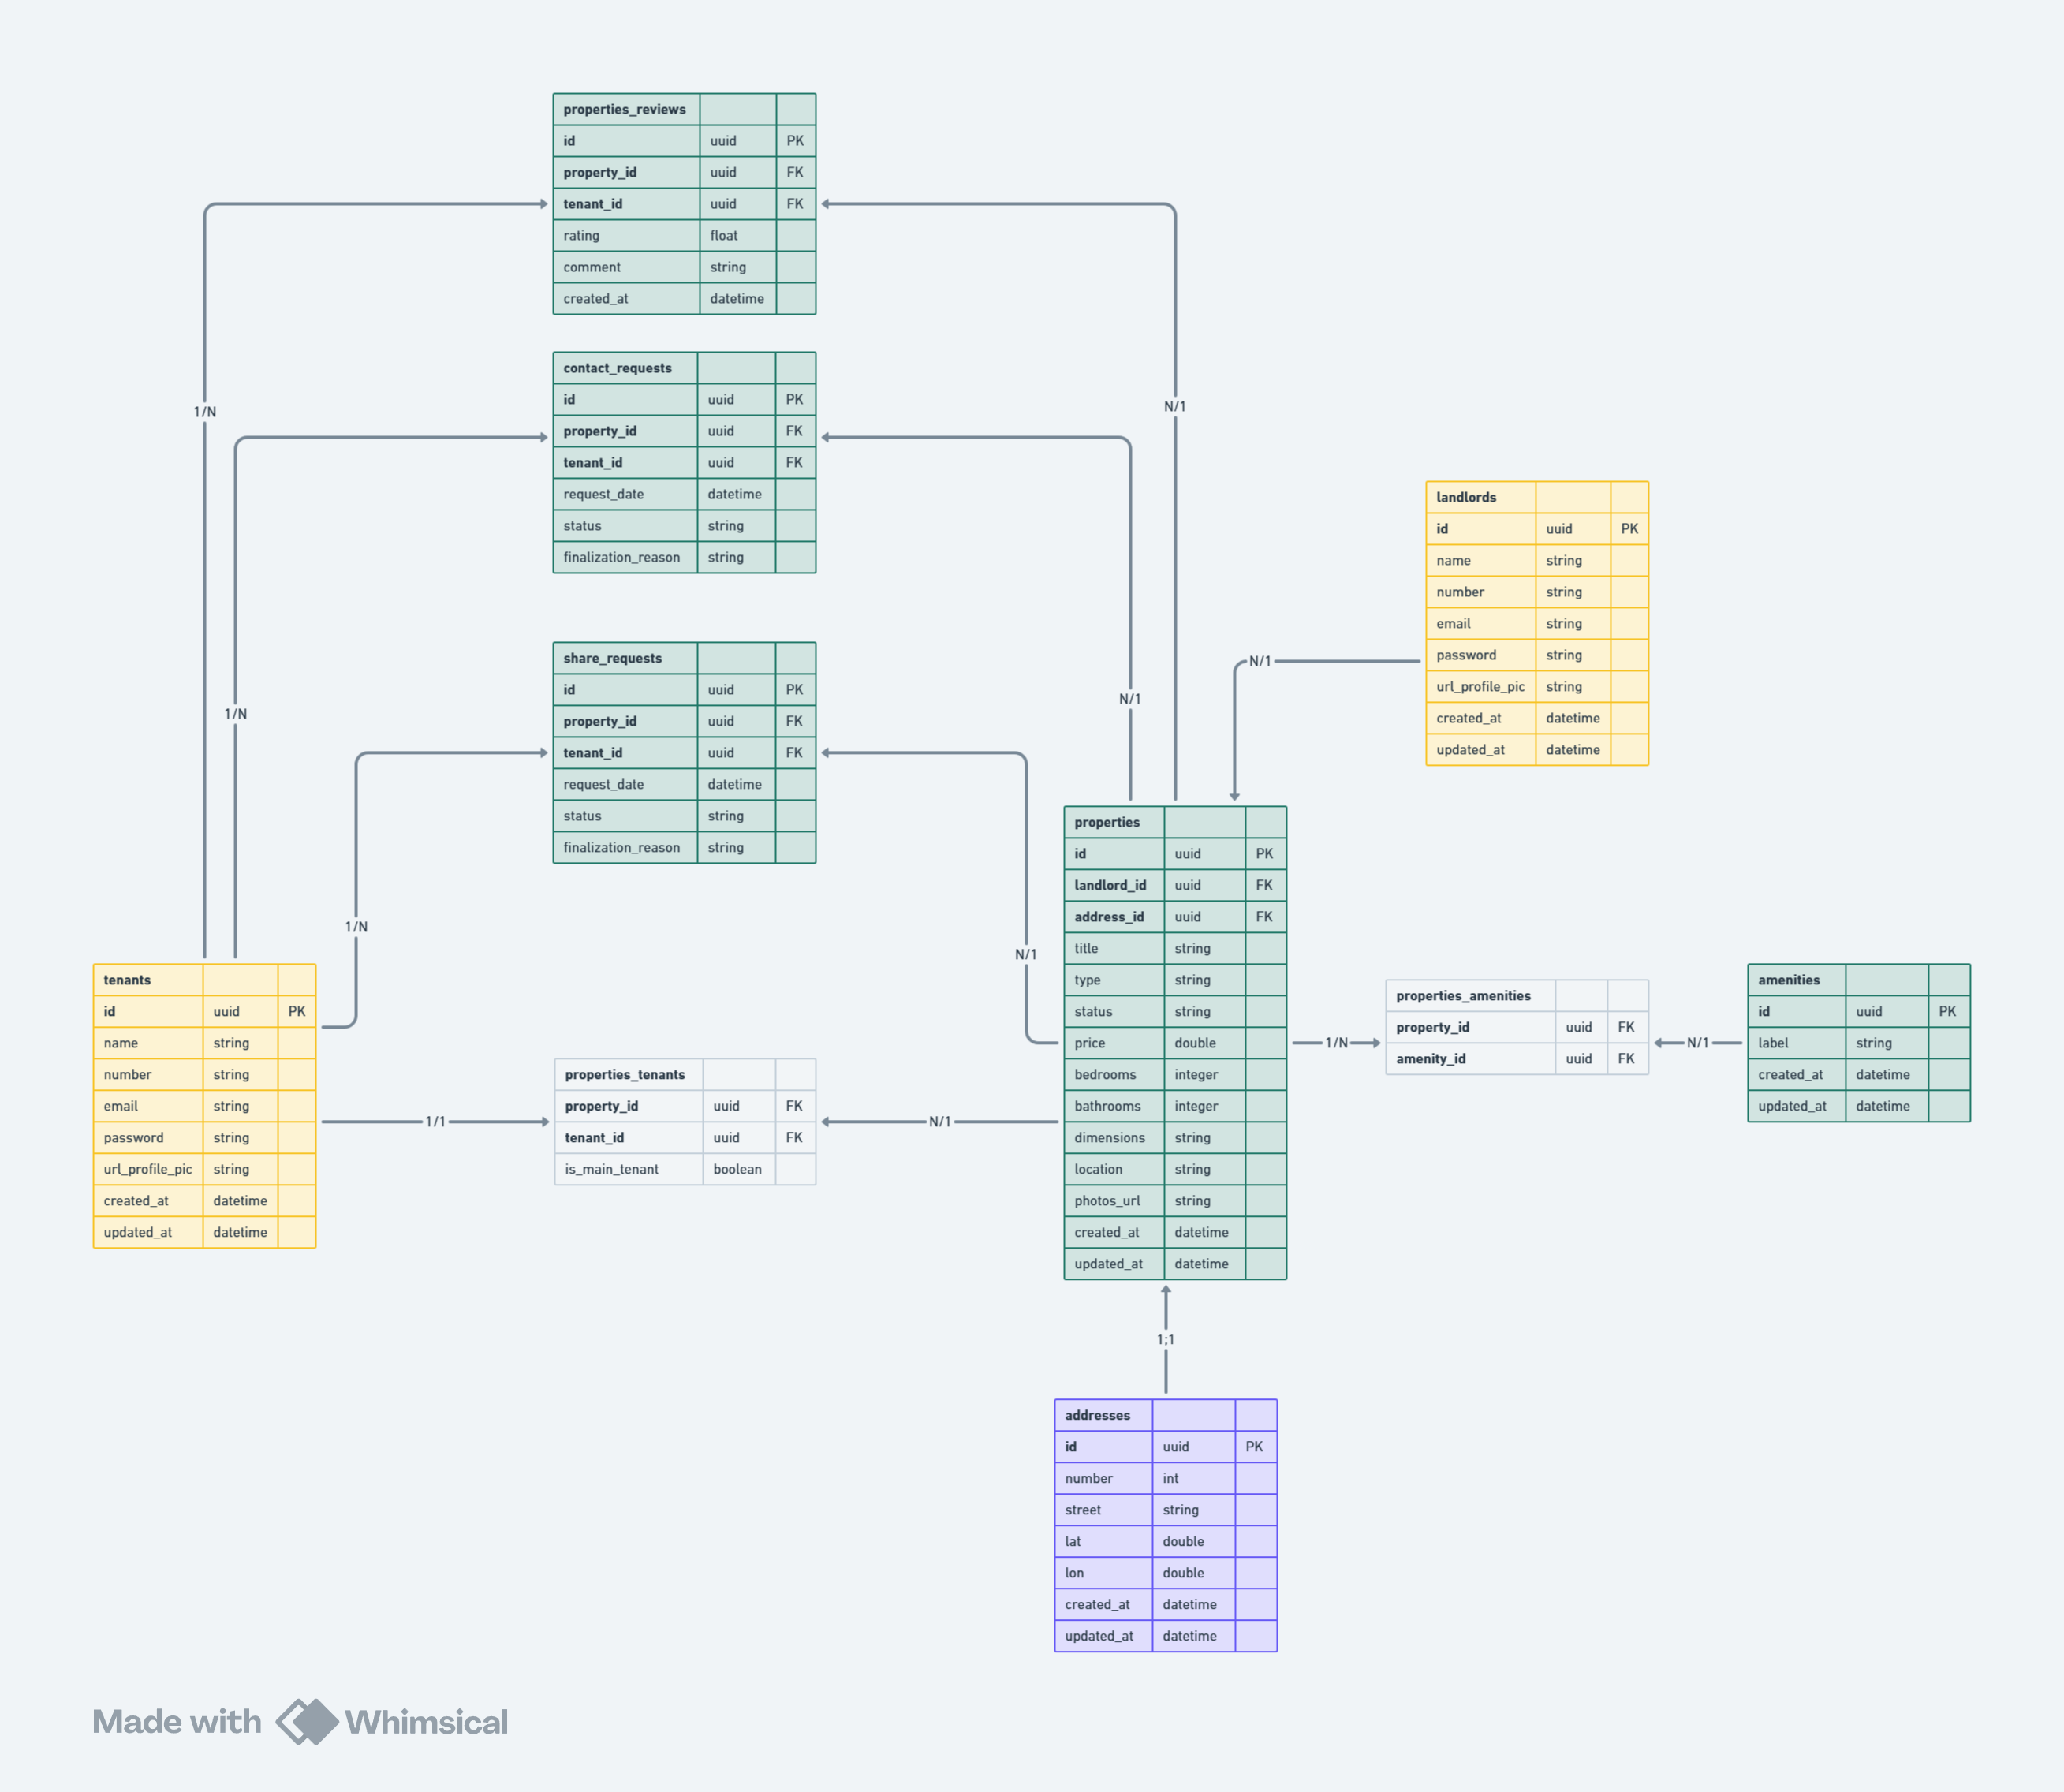 properties_reviews
id uuid PK
property_id uuid FK
tenant_id uuid FK
rating float
comment string
created_at datetime
1/N
N/1
contact_requests
id uuid PK
property_id uuid FK
tenant_id uuid FK
request_date datetime
status string
finalization_reason string
1/N
N/1
landlords
id uuid PK
name string
number string
email string
password string
url_profile_pic string
created_at datetime
updated_at datetime
N/1
share_requests
id uuid PK
property_id uuid FK
tenant_id uuid FK
request_date datetime
status string
finalization_reason string
1/N
N/1
properties
id uuid PK
landlord_id uuid FK
address_id uuid FK
title string
type string
status string
price double
bedrooms integer
bathrooms integer
dimensions string
location string
photos_url string
created_at datetime
updated_at datetime
tenants
id uuid PK
name string
number string
email string
password string
url_profile_pic string
created_at datetime
updated_at datetime
1/1
properties_tenants
property_id uuid FK
tenant_id uuid FK
is_main_tenant boolean
N/1
1/N
properties_amenities
property_id uuid FK
amenity_id uuid FK
N/1
amenities
id uuid PK
label string
created_at datetime
updated_at datetime
1;1
addresses
id uuid PK
number int
street string
lat double
lon double
created_at datetime
updated_at datetime
Made with Whimsical